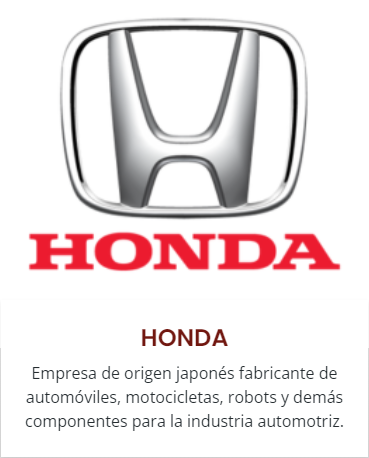 HONDA
HONDA
Empresa de origen japonés fabricante de
automóviles, motocicletas, robots y demás
componentes para la industria automotriz.